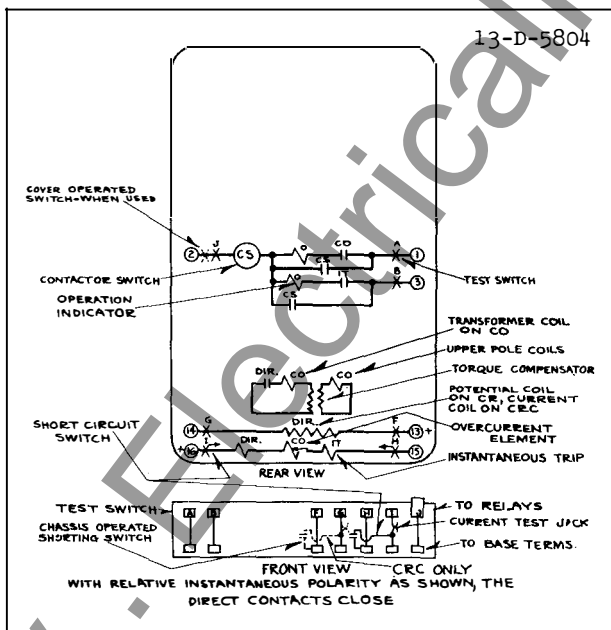 13-D-5804
COVER OPERATED
SWITCH-WHEN USED
J
O
CO
A
2
CS
1
CS
B
CONTACTOR SWITCH
O
IT
3
TEST SWITCH
OPERATION
INDICATOR
CS
TRANSFORMER COIL
ON CO
UPPER POLE COILS
DIR.
CO
CO
TORQUE COMPENSATOR
POTENTIAL COIL
ON CR, CURRENT
COIL ON CRC
SHORT CIRCUIT
SWITCH
G
DIR.
F
14
13+
OVERCURRENT
ELEMENT
I
DIR.
CO
IT
H
+16
15
INSTANTANEOUS TRIP
REAR VIEW
TEST SWITCH
A
B
F
G
H
I
J
TO RELAYS
CHASSIS OPERATED
SHORTING SWITCH
CURRENT TEST JACK
TO BASE TERMS.
FRONT VIEW
CRC ONLY
WITH RELATIVE INSTANTANEOUS POLARITY AS SHOWN, THE
DIRECT CONTACTS CLOSE
Electrical